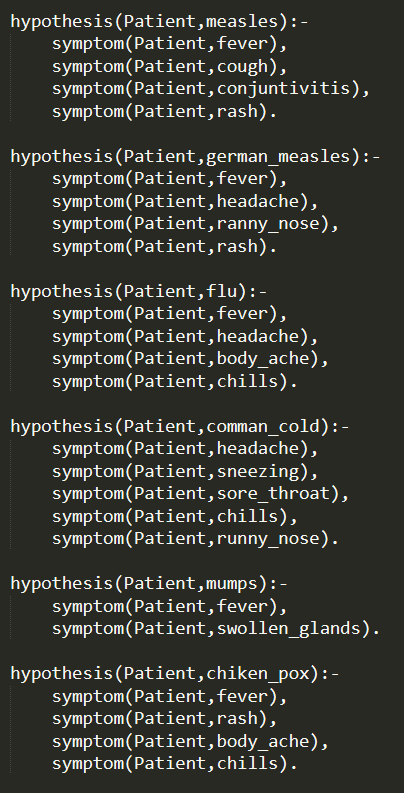 hypothesis(Patient,measles):-
    symptom(Patient,fever),
    symptom(Patient,cough),
    symptom(Patient,conjuntivitis),
    symptom(Patient,rash).

hypothesis(Patient,german_measles):-
    symptom(Patient,fever),
    symptom(Patient,headache),
    symptom(Patient,ranny_nose),
    symptom(Patient,rash).

hypothesis(Patient,flu):-
    symptom(Patient,fever),
    symptom(Patient,headache),
    symptom(Patient,body_ache),
    symptom(Patient,chills).

hypothesis(Patient,comman_cold):-
    symptom(Patient,headache),
    symptom(Patient,sneezing),
    symptom(Patient,sore_throat),
    symptom(Patient,chills),
    symptom(Patient,runny_nose).

hypothesis(Patient,mumps):-
    symptom(Patient,fever),
    symptom(Patient,swollen_glands).

hypothesis(Patient,chiken_pox):-
    symptom(Patient,fever),
    symptom(Patient,rash),
    symptom(Patient,body_ache),
    symptom(Patient,chills).